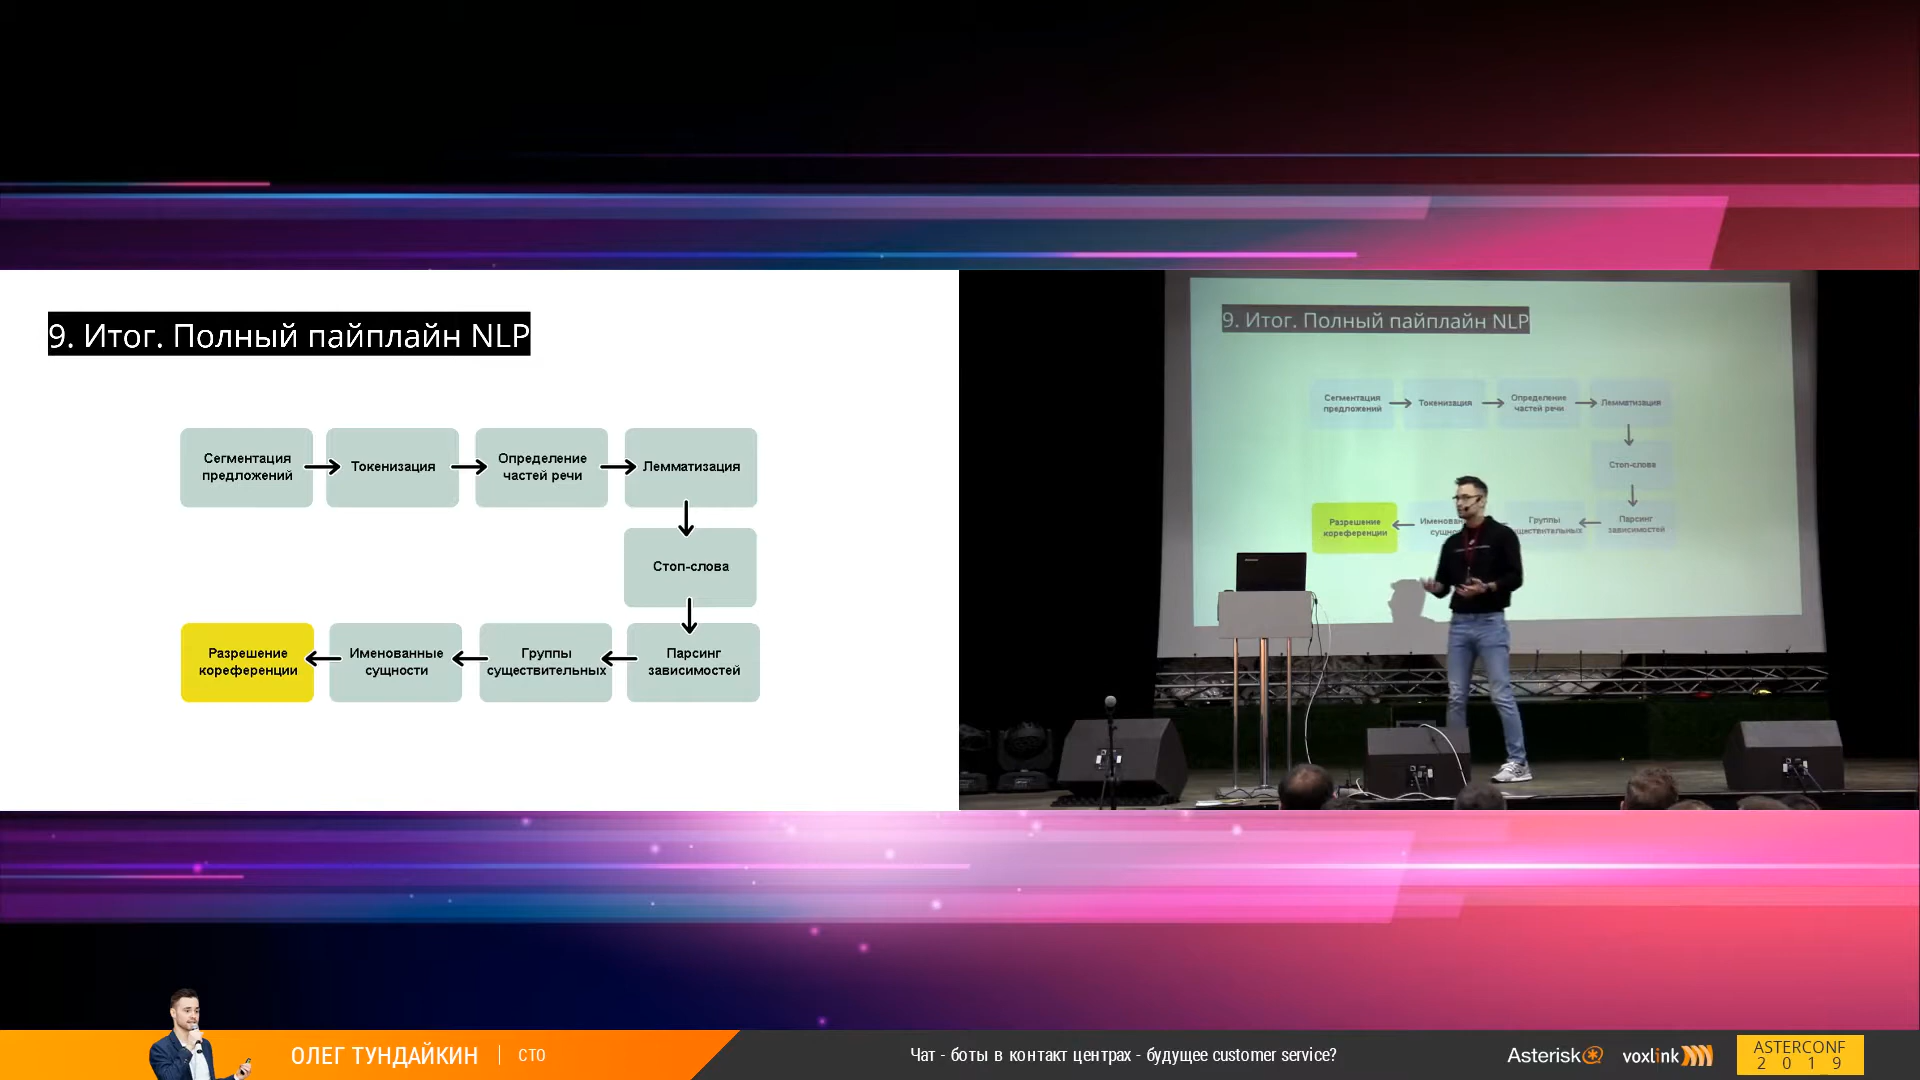 9. Итог. Полный пайплайн NLP
Сегментация
предложений
Токенизация
Определение
частей речи
Лемматизация
Стоп-слова
Разрешение
кореференции
Именованные
сущности
Группы
существительных
Парсинг
зависимостей
9. Итог. Полный пайплайн NLP
Сегментация
предложений
Токенизация
Определение
частей речи
Лемматизация
Стоп-слова
Разрешение
кореференции
Группы
Парсинг
зависимостей
ОЛЕГ ТУНДАЙКИН
CTO
Чат - боты в контакт центрах - будущее customer service?
Asterisk
voxlink
ASTERCONF
2 0 1 9